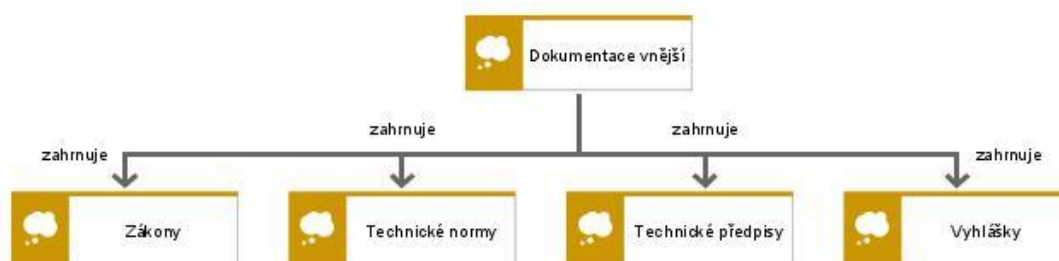 Dokumentace vnější
zahrnuje
zahrnuje
zahrnuje
zahrnuje
Zákony
Technické normy
Technické předpisy
Vyhlášky